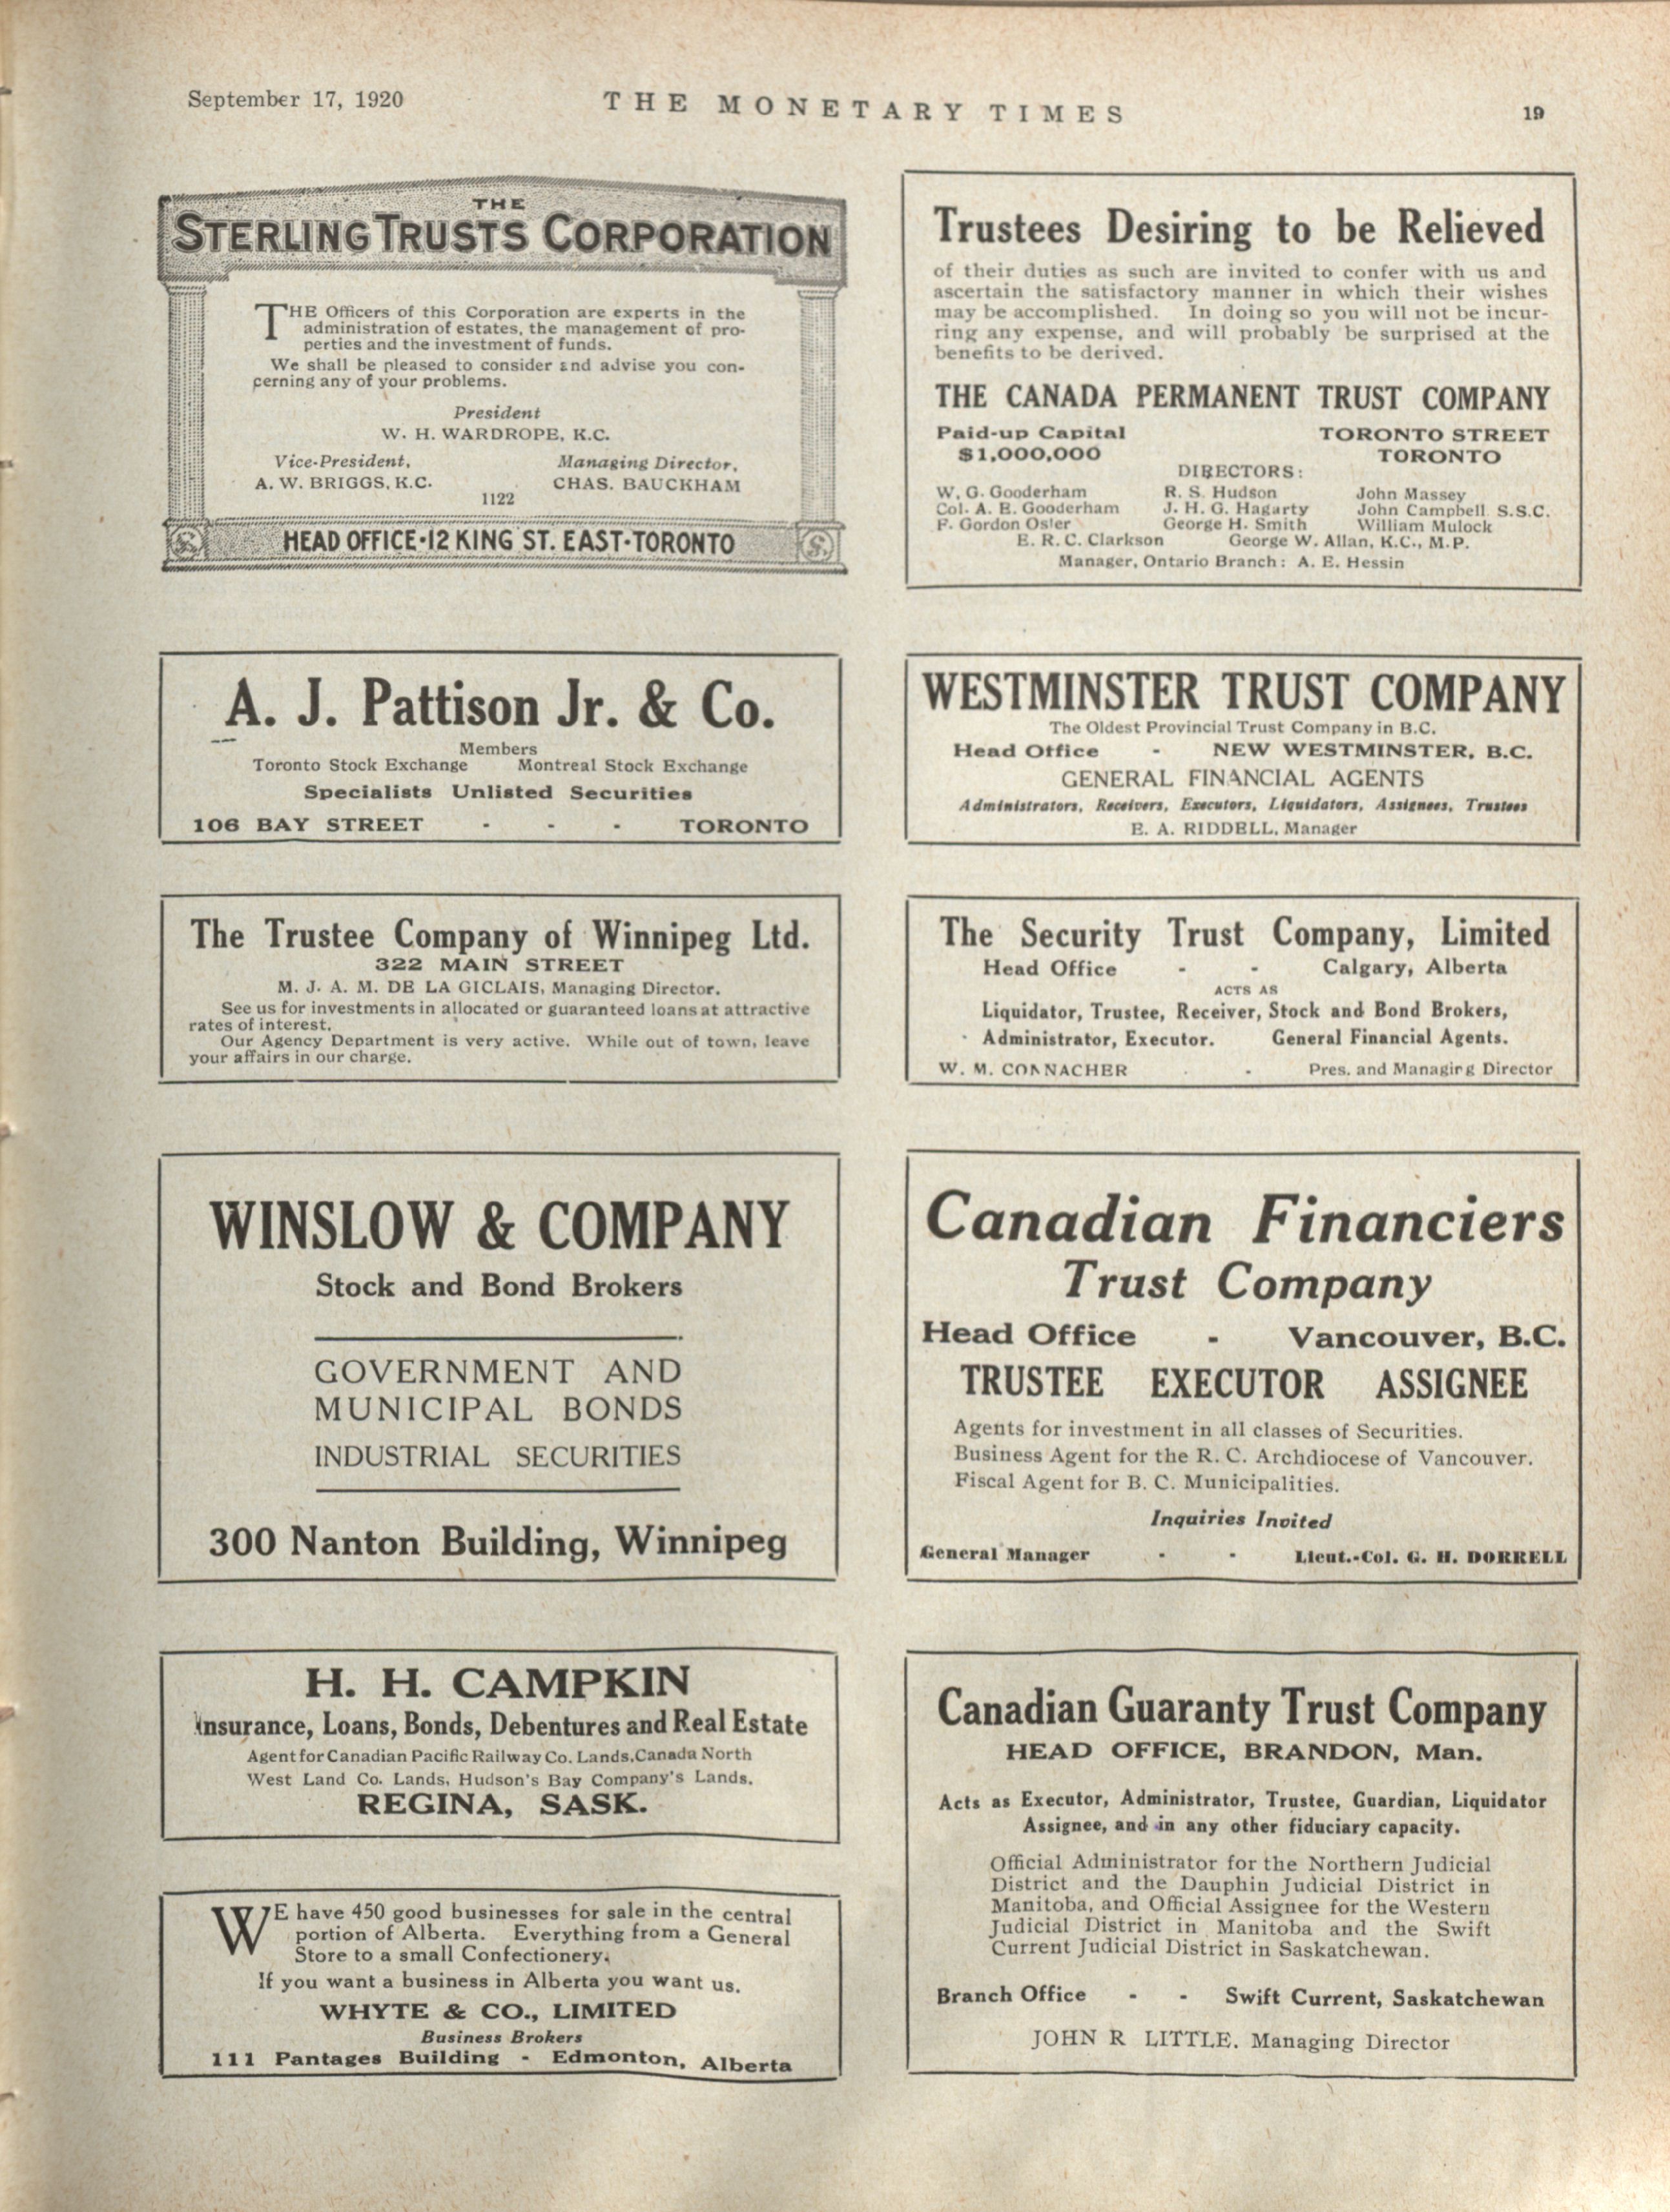 September 17, 1920
THE MONETARY TIMES
19
THE
STERLING TRUSTS CORPORATION
THE Officers of this Corporation are experts in the
administration of estates, the management of pro-
perties and the investment of funds.
We shall be pleased to consider and advise you con-
cerning any of your problems.
President
W. H. WARDROPE, K.C.
Vice-President, Managing Director,
A. W. BRIGGS, K.C. CHAS. BAUCKHAM
1122
HEAD OFFICE·12 KING ST. EAST·TORONTO
A. J. Pattison Jr. & Co.
Members
Toronto Stock Exchange Montreal Stock Exchange
Specialists Unlisted Securities
106 BAY STREET - - - TORONTO
The Trustee Company of Winnipeg Ltd.
322 MAIN STREET
M. J. A. M. DE LA GICLAIS, Managing Director.
See us for investments in allocated or guaranteed loans at attractive
rates of interest.
Our Agency Department is very active. While out of town, leave
your affairs in our charge.
WINSLOW & COMPANY
Stock and Bond Brokers
GOVERNMENT AND
MUNICIPAL BONDS
INDUSTRIAL SECURITIES
300 Nanton Building, Winnipeg
H. H. CAMPKIN
Insurance, Loans, Bonds, Debentures and Real Estate
Agent for Canadian Pacific Railway Co. Lands, Canada North
West Land Co. Lands, Hudson's Bay Company's Lands.
REGINA, SASK.
WE have 450 good businesses for sale in the central
portion of Alberta. Everything from a General
Store to a small Confectionery.
If you want a business in Alberta you want us.
WHYTE & CO., LIMITED
Business Brokers
111 Pantages Building - Edmonton, Alberta
Trustees Desiring to be Relieved
of their duties as such are invited to confer with us and
ascertain the satisfactory manner in which their wishes
may be accomplished. In doing so you will not be incur-
ring any expense, and will probably be surprised at the
benefits to be derived.
THE CANADA PERMANENT TRUST COMPANY
Paid-up Capital TORONTO STREET
$1,000,000 TORONTO
DIRECTORS:
W. G. Gooderham R. S. Hudson John Massey
Col. A. E. Gooderham J. H. G. Hagarty John Campbell S.S.C.
F. Gordon Osler George H. Smith William Mulock
E. R. C. Clarkson George W. Allan, K.C., M.P.
Manager, Ontario Branch: A. E. Hessin
WESTMINSTER TRUST COMPANY
The Oldest Provincial Trust Company in B.C.
Head Office - NEW WESTMINSTER, B.C.
GENERAL FINANCIAL AGENTS
Administrators, Receivers, Executors, Liquidators, Assignees, Trustees
E. A. RIDDELL, Manager
The Security Trust Company, Limited
Head Office - - Calgary, Alberta
ACTS AS
Liquidator, Trustee, Receiver, Stock and Bond Brokers,
Administrator, Executor. General Financial Agents.
W. M. CONNACHER - Pres. and Managing Director
Canadian Financiers
Trust Company
Head Office - Vancouver, B.C.
TRUSTEE EXECUTOR ASSIGNEE
Agents for investment in all classes of Securities.
Business Agent for the R. C. Archdiocese of Vancouver.
Fiscal Agent for B. C. Municipalities.
Inquiries Invited
General Manager - - Lieut.-Col. G. H. DORRELL
Canadian Guaranty Trust Company
HEAD OFFICE, BRANDON, Man.
Acts as Executor, Administrator, Trustee, Guardian, Liquidator
Assignee, and in any other fiduciary capacity.
Official Administrator for the Northern Judicial
District and the Dauphin Judicial District in
Manitoba, and Official Assignee for the Western
Judicial District in Manitoba and the Swift
Current Judicial District in Saskatchewan.
Branch Office - - Swift Current, Saskatchewan
JOHN R LITTLE, Managing Director